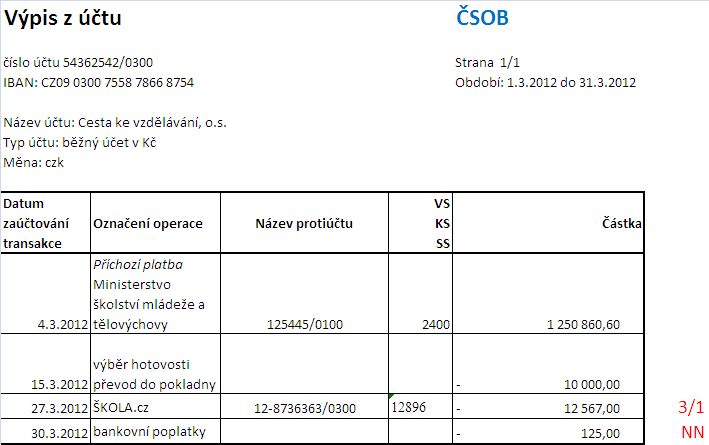 Výpis z účtu ČSOB
číslo účtu 54362542/0300 Strana 1/1
IBAN: CZ09 0300 7558 7866 8754 Období: 1.3.2012 do 31.3.2012
Název účtu: Cesta ke vzdělávání, o.s.
Typ účtu: běžný účet v Kč
Měna: czk
Datum VS
zaúčtování Označení operace Název protiúčtu KS Částka
transakce SS
Příchozí platba
Ministerstvo
školství mládeže a
4.3.2012 tělovýchovy 125445/0100 2400 1 250 860,60
výběr hotovosti
15.3.2012 převod do pokladny - 10 000,00
27.3.2012 ŠKOLA.cz 12-8736363/0300 12896 - 12 567,00 3/1
30.3.2012 bankovní poplatky - 125,00 NN